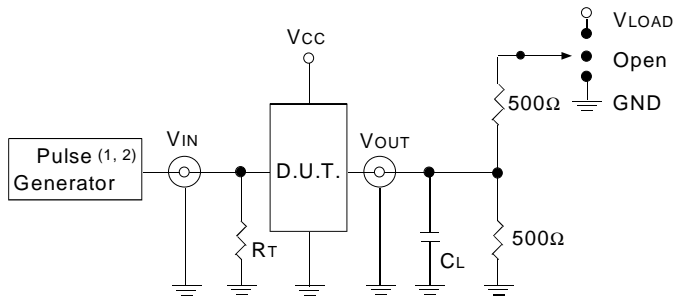 VLOAD
VCC
Open
500Ω
GND
VIN
VOUT
Pulse (1, 2)
Generator
D.U.T.
RT
CL
500Ω